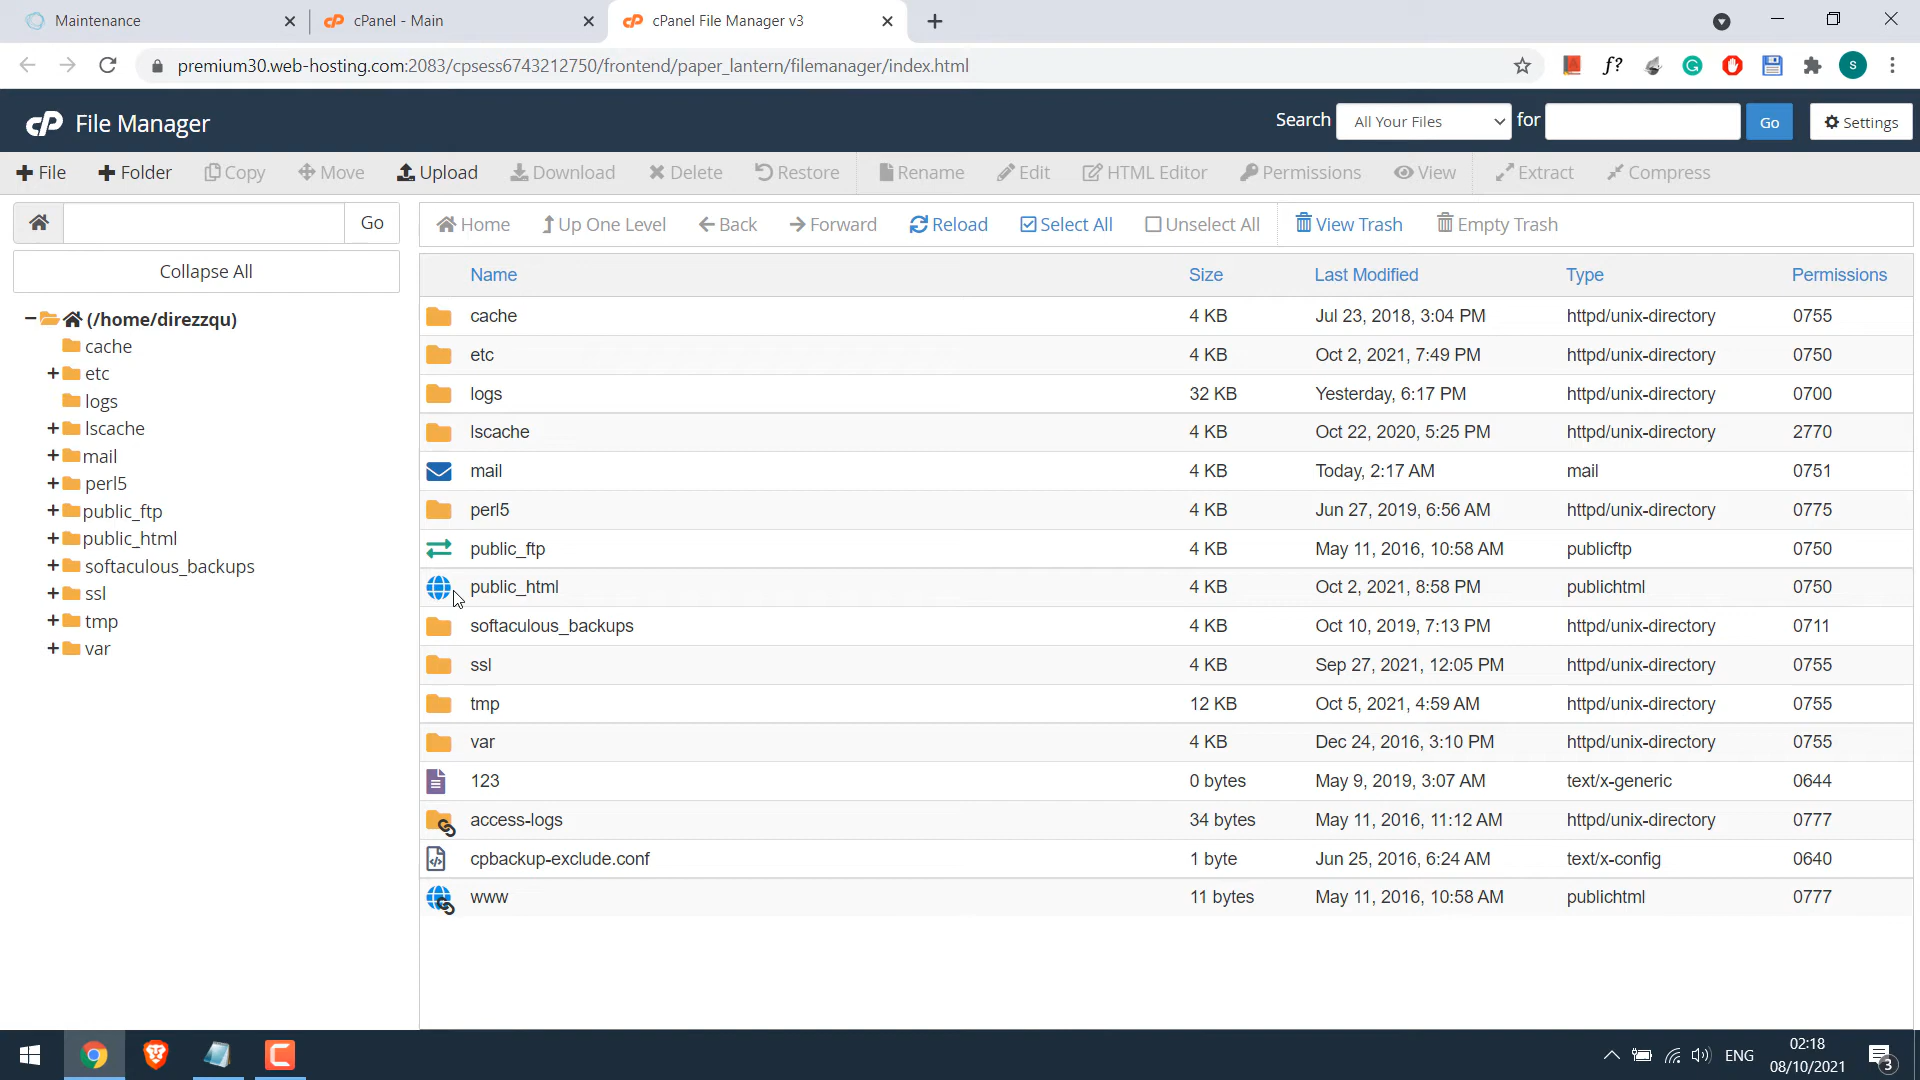 Maintenance
cPanel - Main
cPanel File Manager v3
premium30.web-hosting.com:2083/cpsess6743212750/frontend/paper_lantern/filemanager/index.html
f?
S
cP File Manager
Search All Your Files for Go Settings
File Folder Copy Move Upload Download Delete Restore Rename Edit HTML Editor Permissions View Extract Compress
Go
Collapse All
(/home/direzzqu)
cache
etc
logs
lscache
mail
perl5
public_ftp
public_html
softaculous_backups
ssl
tmp
var
Home Up One Level Back Forward Reload Select All Unselect All View Trash Empty Trash
Name Size Last Modified Type Permissions
cache 4 KB Jul 23, 2018, 3:04 PM httpd/unix-directory 0755
etc 4 KB Oct 2, 2021, 7:49 PM httpd/unix-directory 0750
logs 32 KB Yesterday, 6:17 PM httpd/unix-directory 0700
lscache 4 KB Oct 22, 2020, 5:25 PM httpd/unix-directory 2770
mail 4 KB Today, 2:17 AM mail 0751
perl5 4 KB Jun 27, 2019, 6:56 AM httpd/unix-directory 0775
public_ftp 4 KB May 11, 2016, 10:58 AM publicftp 0750
public_html 4 KB Oct 2, 2021, 8:58 PM publichtml 0750
softaculous_backups 4 KB Oct 10, 2019, 7:13 PM httpd/unix-directory 0711
ssl 4 KB Sep 27, 2021, 12:05 PM httpd/unix-directory 0755
tmp 12 KB Oct 5, 2021, 4:59 AM httpd/unix-directory 0755
var 4 KB Dec 24, 2016, 3:10 PM httpd/unix-directory 0755
123 0 bytes May 9, 2019, 3:07 AM text/x-generic 0644
access-logs 34 bytes May 11, 2016, 11:12 AM httpd/unix-directory 0777
cpbackup-exclude.conf 1 byte Jun 25, 2016, 6:24 AM text/x-config 0640
www 11 bytes May 11, 2016, 10:58 AM publichtml 0777
ENG
02:18
08/10/2021
3